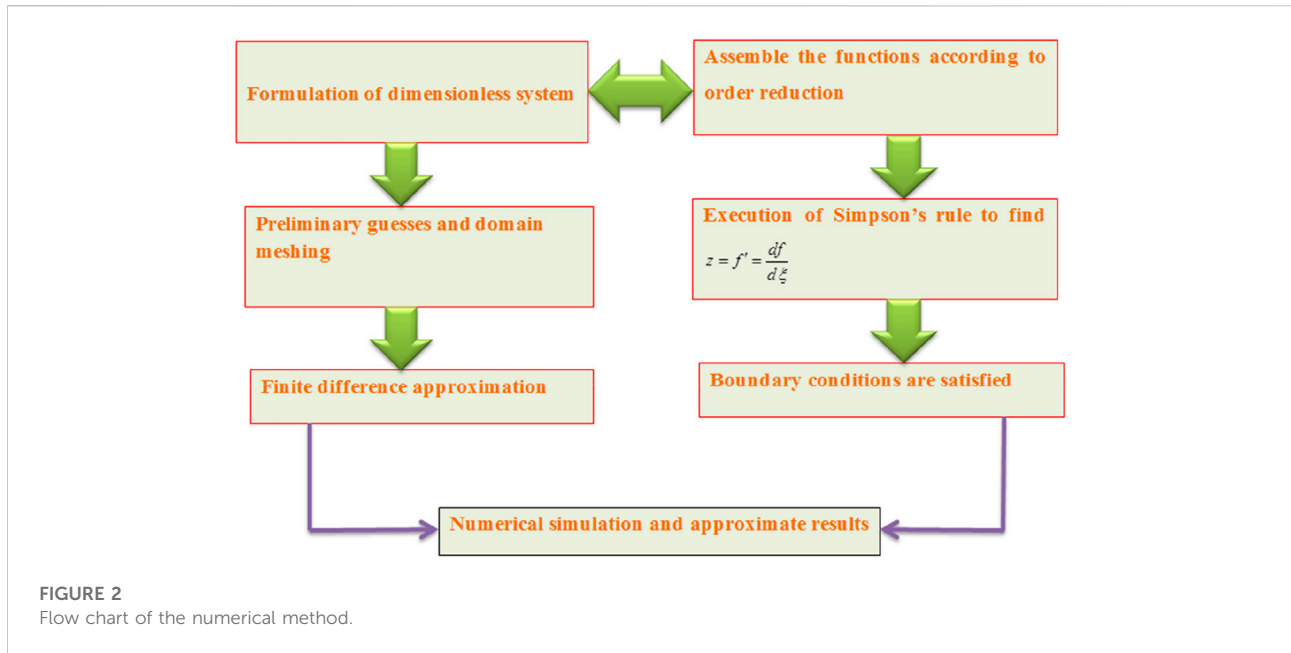 Formulation of dimensionless system
Assemble the functions according to
order reduction
Preliminary guesses and domain
meshing
Execution of Simpson's rule to find
z = f′ = df/dξ
Finite difference approximation
Boundary conditions are satisfied
Numerical simulation and approximate results
FIGURE 2
Flow chart of the numerical method.